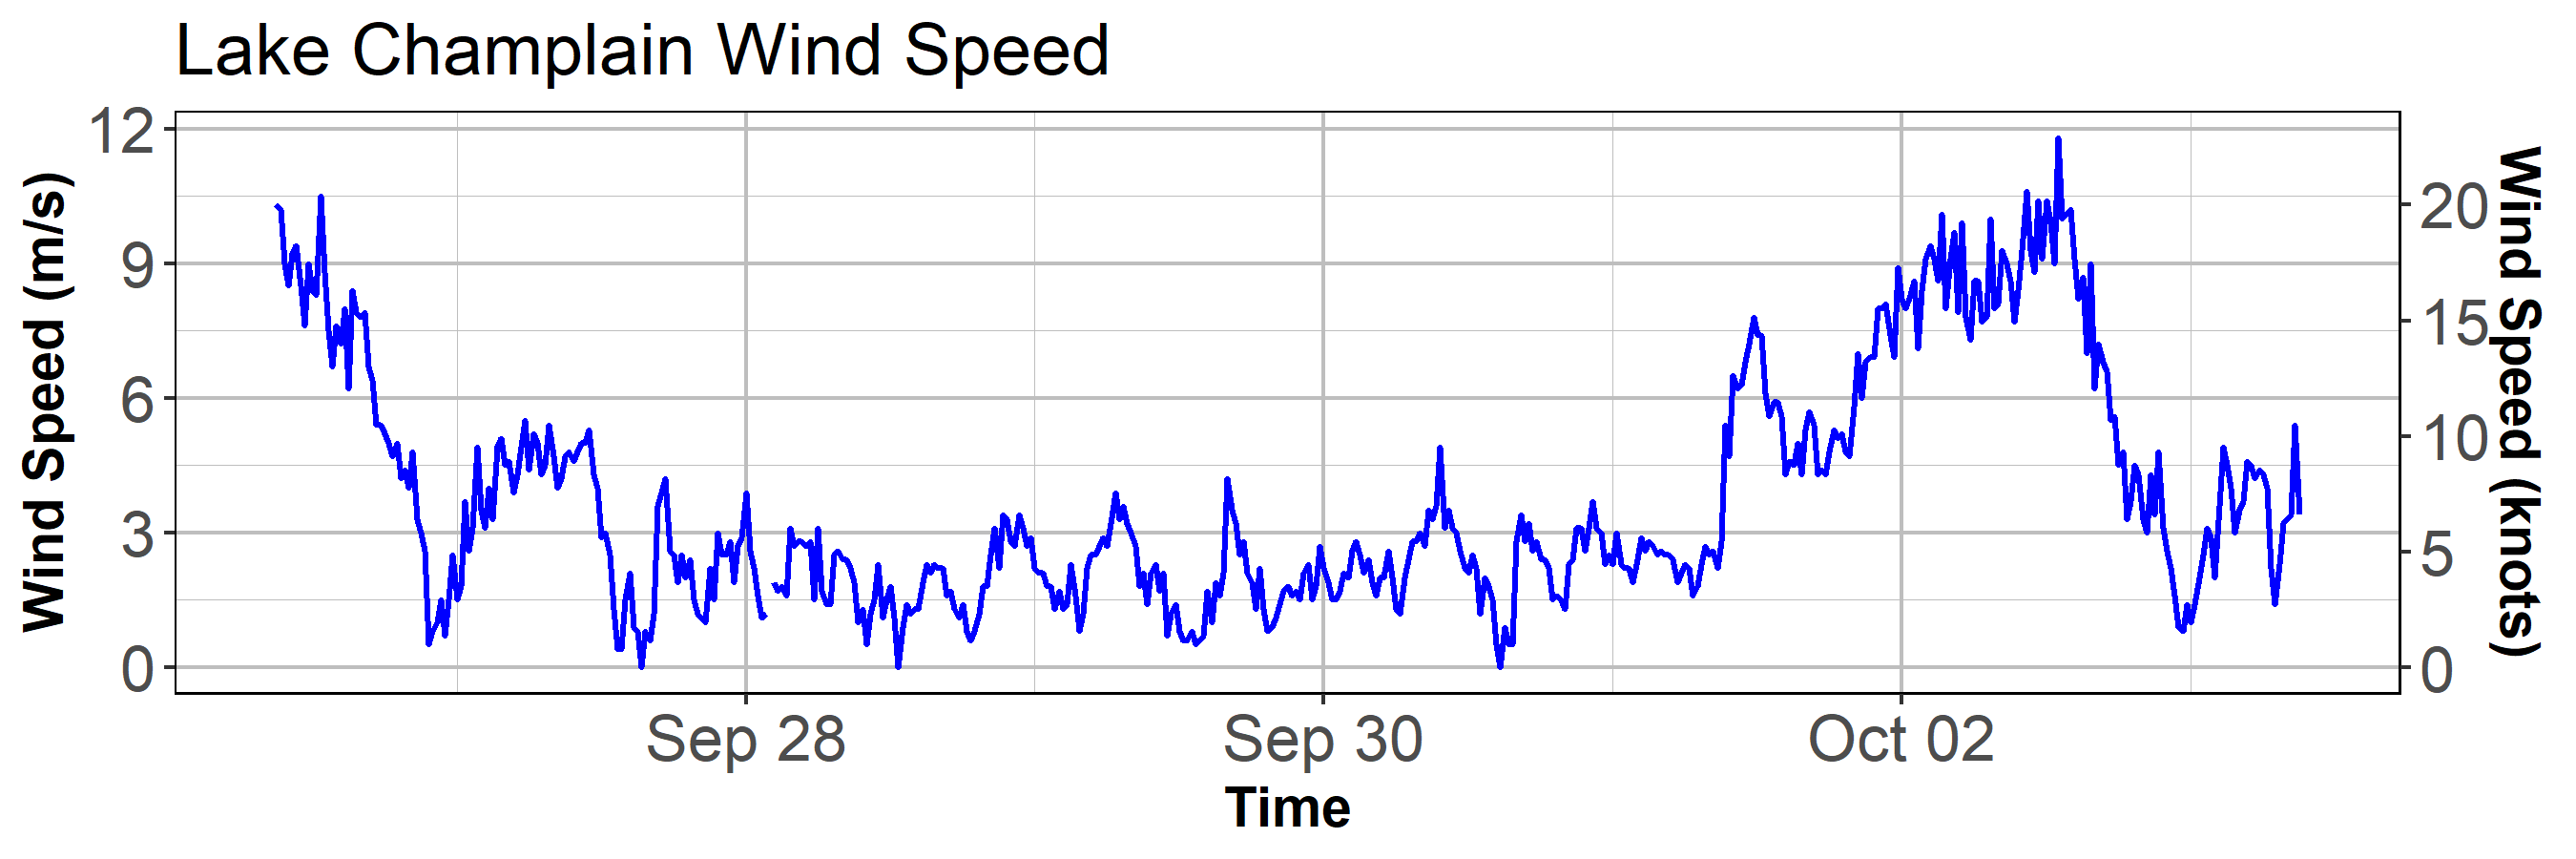 Lake Champlain Wind Speed
Wind Speed (m/s)
12
9
6
3
0
20
15
10
5
0
Wind Speed (knots)
Sep 28
Sep 30
Oct 02
Time